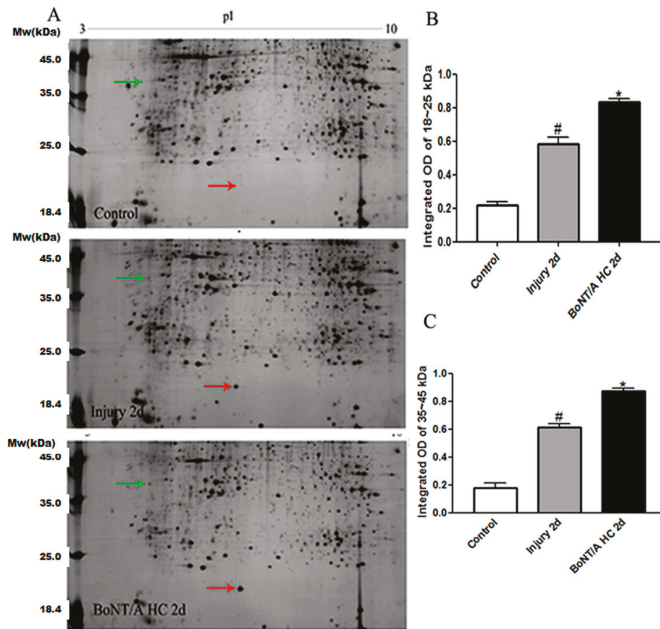 A
3 pI 10
Mw(kDa)
45.0
35.0
25.0
18.4
Control
45.0
35.0
25.0
18.4
Injury 2d
Mw(kDa)
45.0
35.0
25.0
18.4
BoNT/A HC 2d
B
Integrated OD of 18~25 kDa
1.0
0.8
0.6
0.4
0.2
0.0
#
*
Control
Injury 2d
BoNT/A HC 2d
C
Integrated OD of 35~45 kDa
1.0
0.8
0.6
0.4
0.2
0.0
#
*
Control
Injury 2d
BoNT/A HC 2d